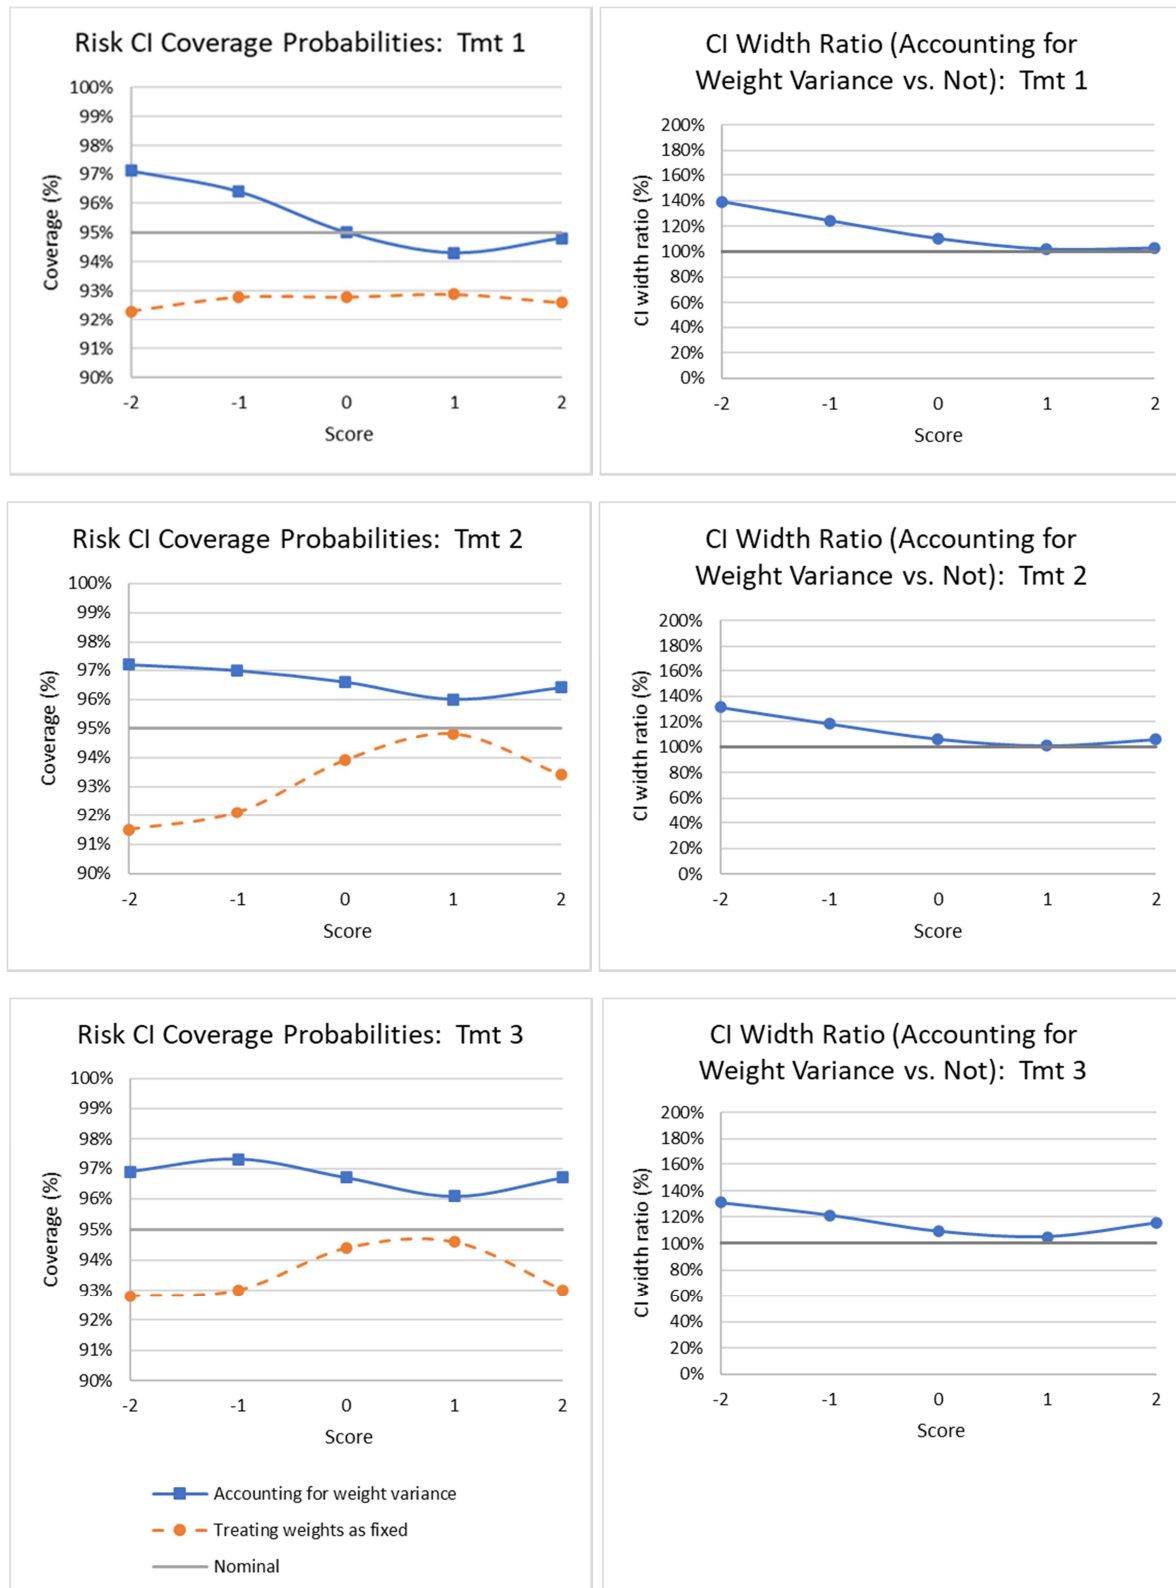 Risk CI Coverage Probabilities: Tmt 1
100%
99%
98%
97%
96%
95%
94%
93%
92%
91%
90%
Coverage (%)
-2 -1 0 1 2
Score
CI Width Ratio (Accounting for
Weight Variance vs. Not): Tmt 1
200%
180%
160%
140%
120%
100%
80%
60%
40%
20%
0%
CI width ratio (%)
-2 -1 0 1 2
Score
Risk CI Coverage Probabilities: Tmt 2
100%
99%
98%
97%
96%
95%
94%
93%
92%
91%
90%
Coverage (%)
-2 -1 0 1 2
Score
CI Width Ratio (Accounting for
Weight Variance vs. Not): Tmt 2
200%
180%
160%
140%
120%
100%
80%
60%
40%
20%
0%
CI width ratio (%)
-2 -1 0 1 2
Score
Risk CI Coverage Probabilities: Tmt 3
100%
99%
98%
97%
96%
95%
94%
93%
92%
91%
90%
Coverage (%)
-2 -1 0 1 2
Score
CI Width Ratio (Accounting for
Weight Variance vs. Not): Tmt 3
200%
180%
160%
140%
120%
100%
80%
60%
40%
20%
0%
CI width ratio (%)
-2 -1 0 1 2
Score
Accounting for weight variance
Treating weights as fixed
Nominal